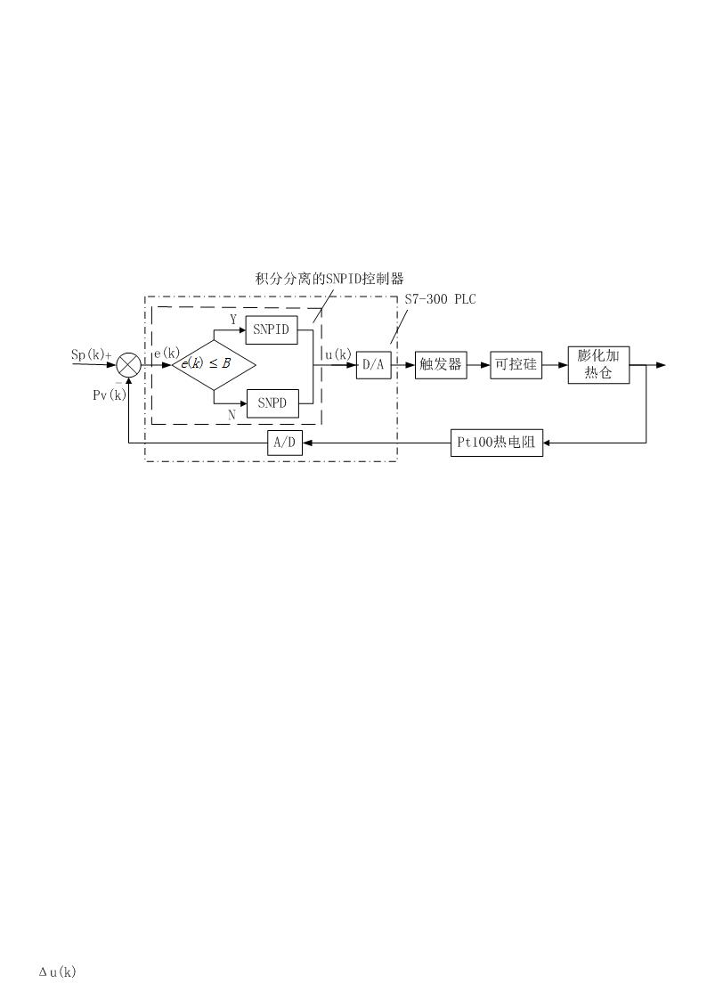 积分分离的SNPID控制器
S7-300 PLC
Y
SNPID
Sp(k)
+
e(k)
e(k) ≤ B
u(k)
D/A
触发器
可控硅
膨化加
热仓
−
Pv(k)
N
SNPD
A/D
Pt100热电阻
Δu(k)